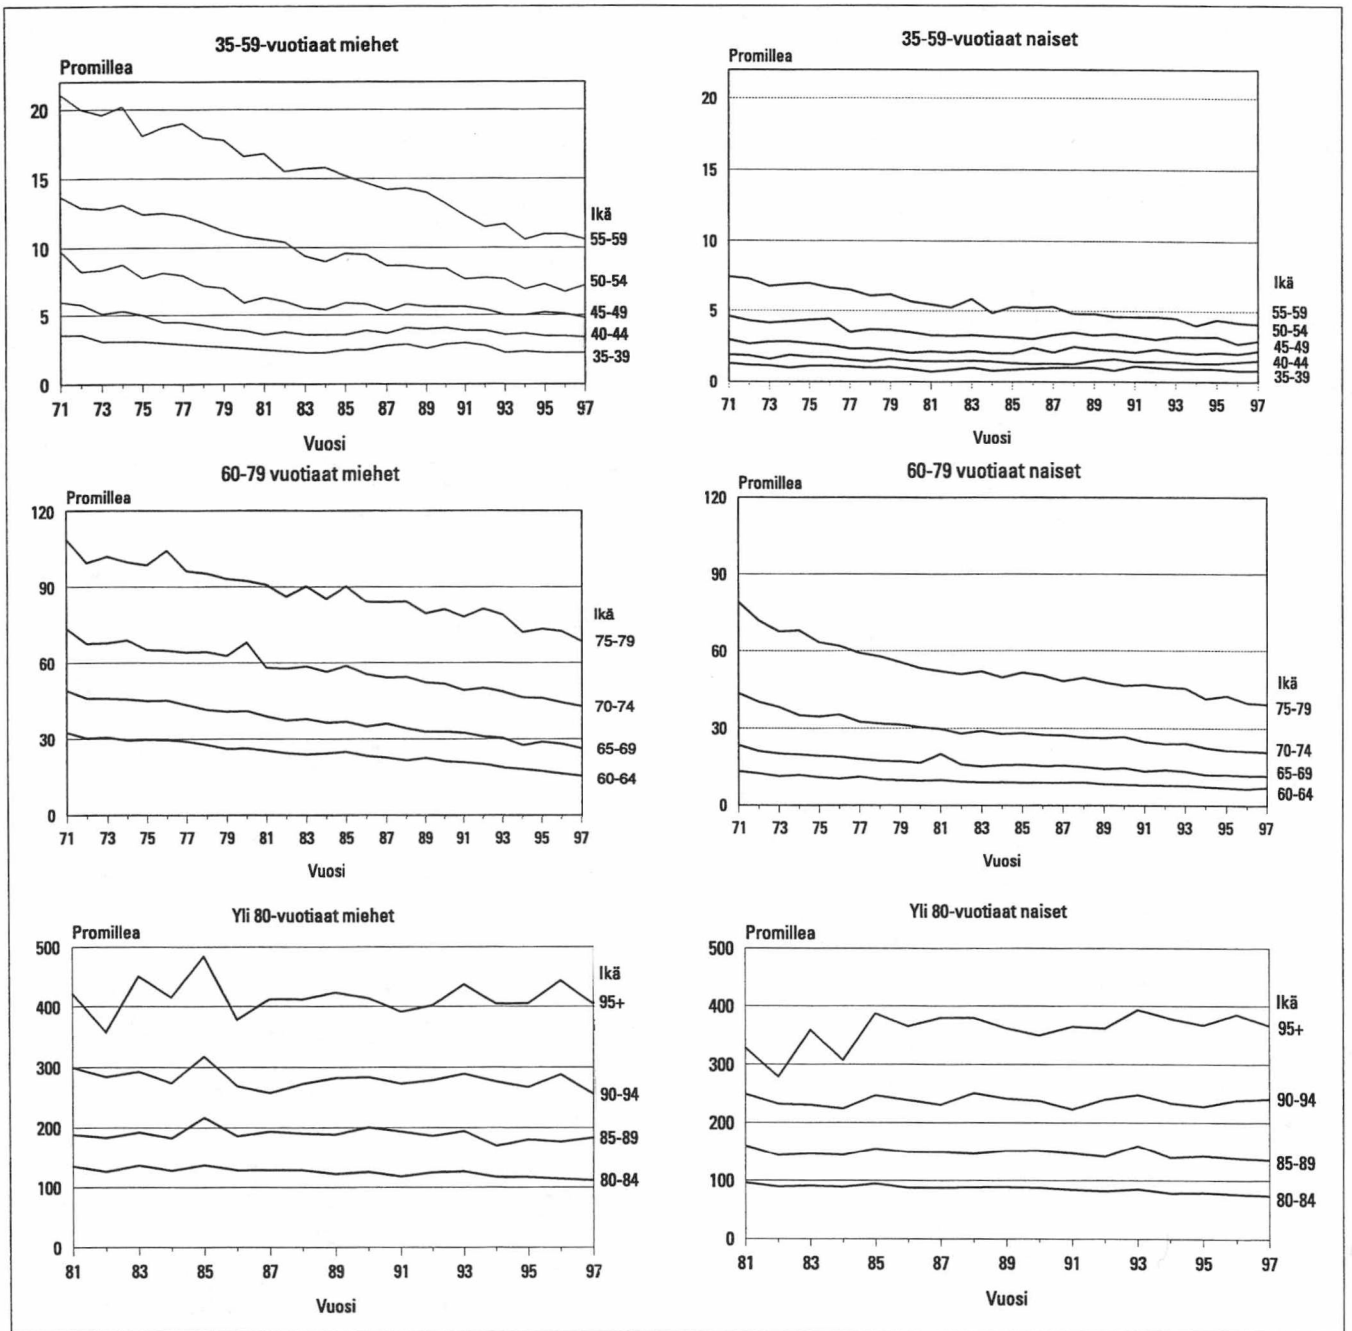 35-59-vuotiaat miehet
Promillea
20
15
10
5
0
71 73 75 77 79 81 83 85 87 89 91 93 95 97
Vuosi
Ikä
55-59
50-54
45-49
40-44
35-39
35-59-vuotiaat naiset
Promillea
20
15
10
5
0
71 73 75 77 79 81 83 85 87 89 91 93 95 97
Vuosi
Ikä
55-59
50-54
45-49
40-44
35-39
60-79 vuotiaat miehet
Promillea
120
90
60
30
0
71 73 75 77 79 81 83 85 87 89 91 93 95 97
Vuosi
Ikä
75-79
70-74
65-69
60-64
60-79 vuotiaat naiset
Promillea
120
90
60
30
0
71 73 75 77 79 81 83 85 87 89 91 93 95 97
Vuosi
Ikä
75-79
70-74
65-69
60-64
Yli 80-vuotiaat miehet
Promillea
500
400
300
200
100
0
81 83 85 87 89 91 93 95 97
Vuosi
Ikä
95+
90-94
85-89
80-84
Yli 80-vuotiaat naiset
Promillea
500
400
300
200
100
0
81 83 85 87 89 91 93 95 97
Vuosi
Ikä
95+
90-94
85-89
80-84